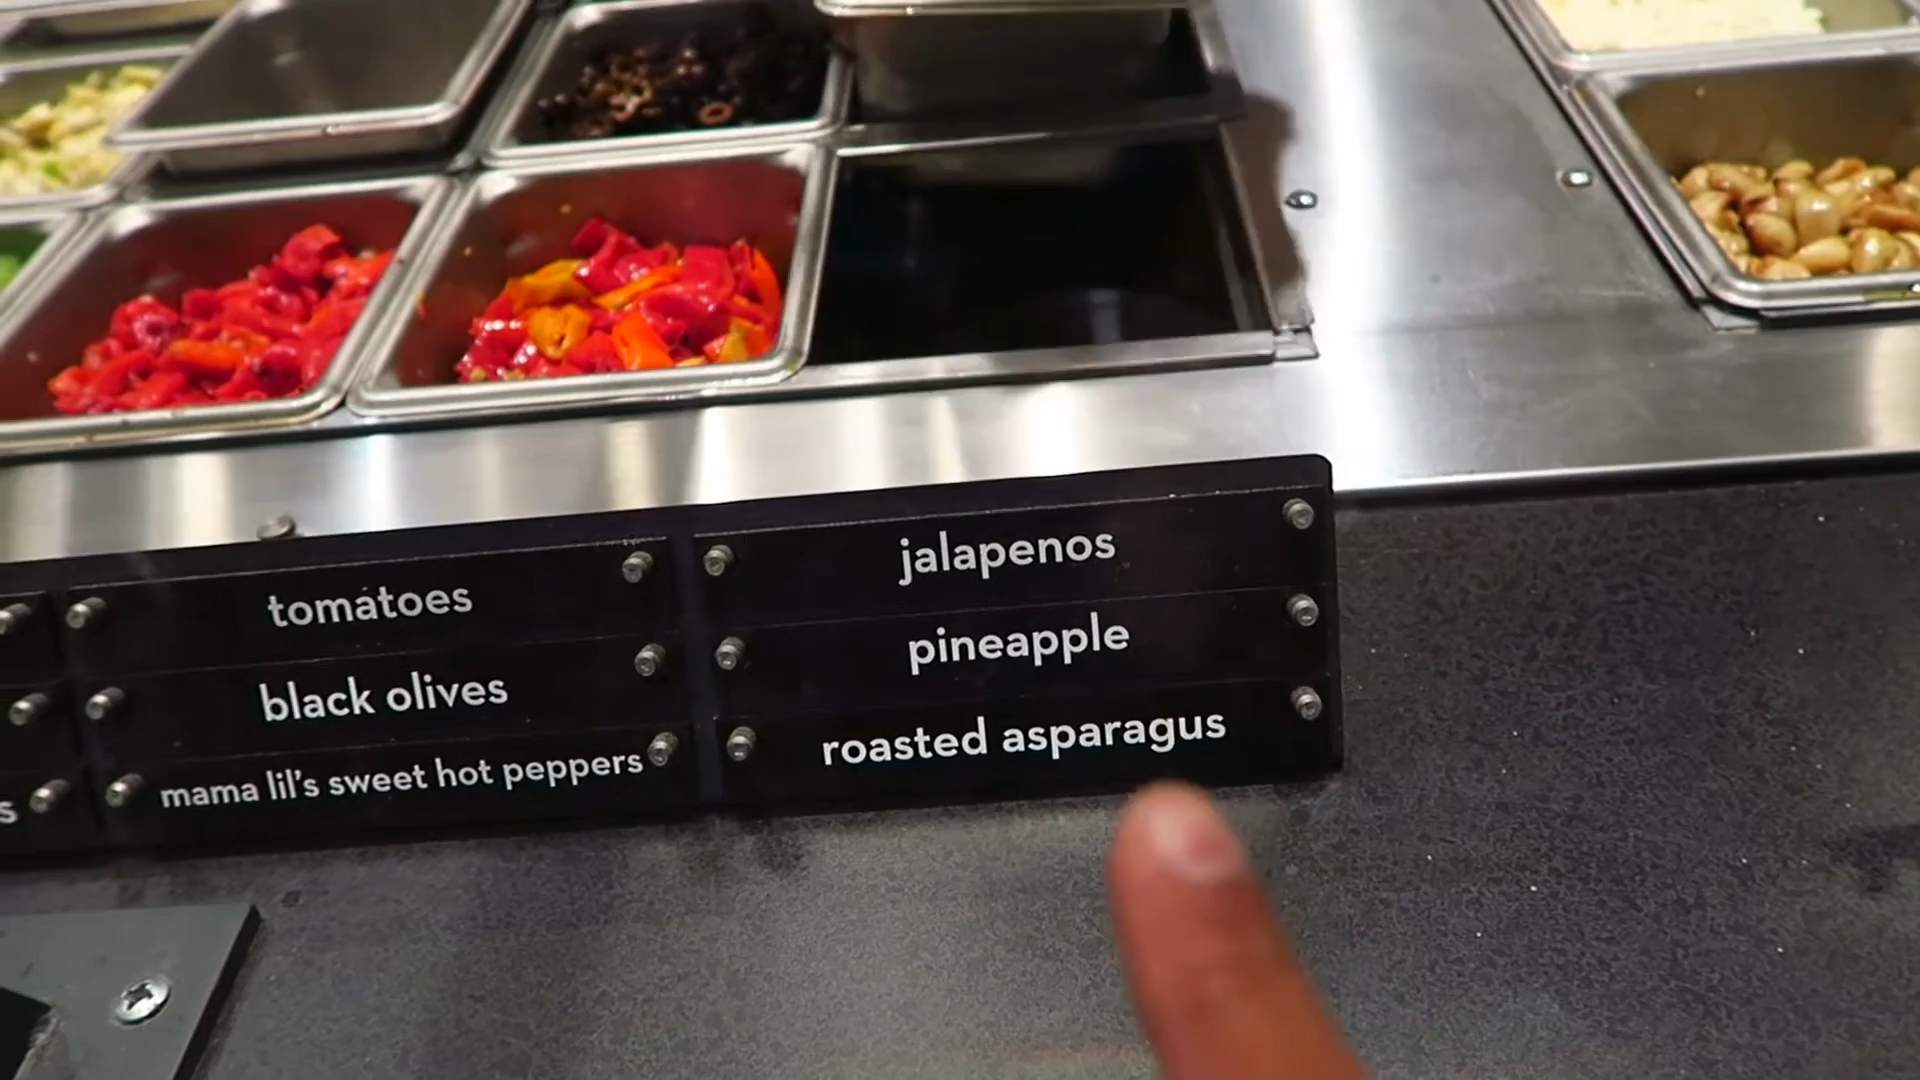 tomatoes
black olives
mama lil's sweet hot peppers
jalapenos
pineapple
roasted asparagus